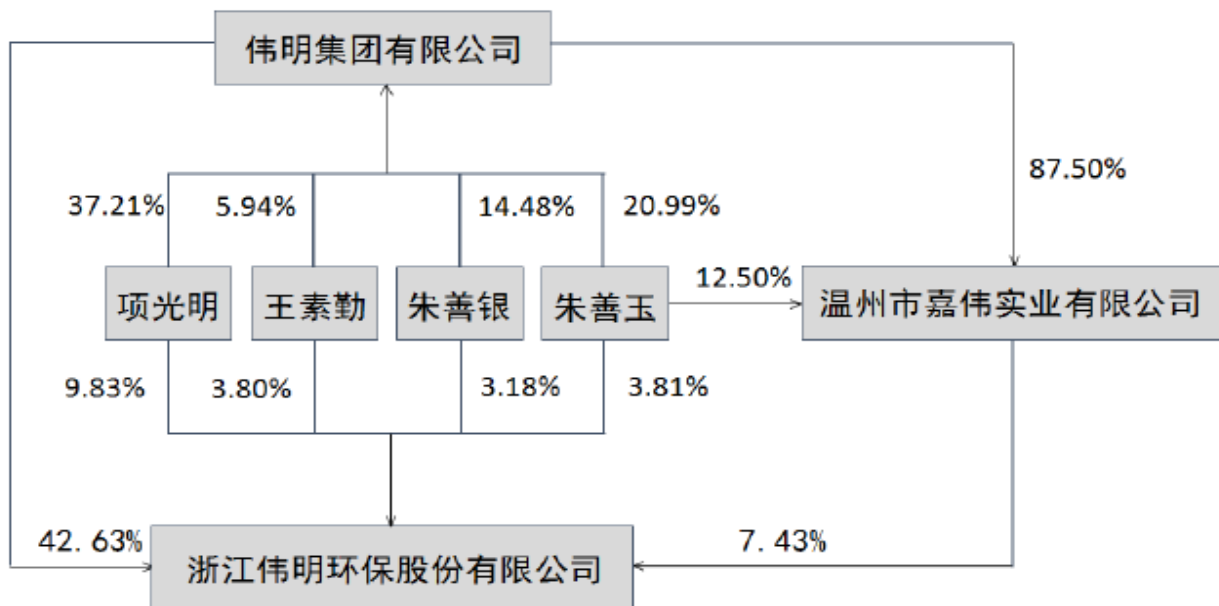 伟明集团有限公司
87.50%
37.21%
5.94%
14.48%
20.99%
项光明
王素勤
朱善银
朱善玉
12.50%
温州市嘉伟实业有限公司
9.83%
3.80%
3.18%
3.81%
42. 63%
浙江伟明环保股份有限公司
7. 43%